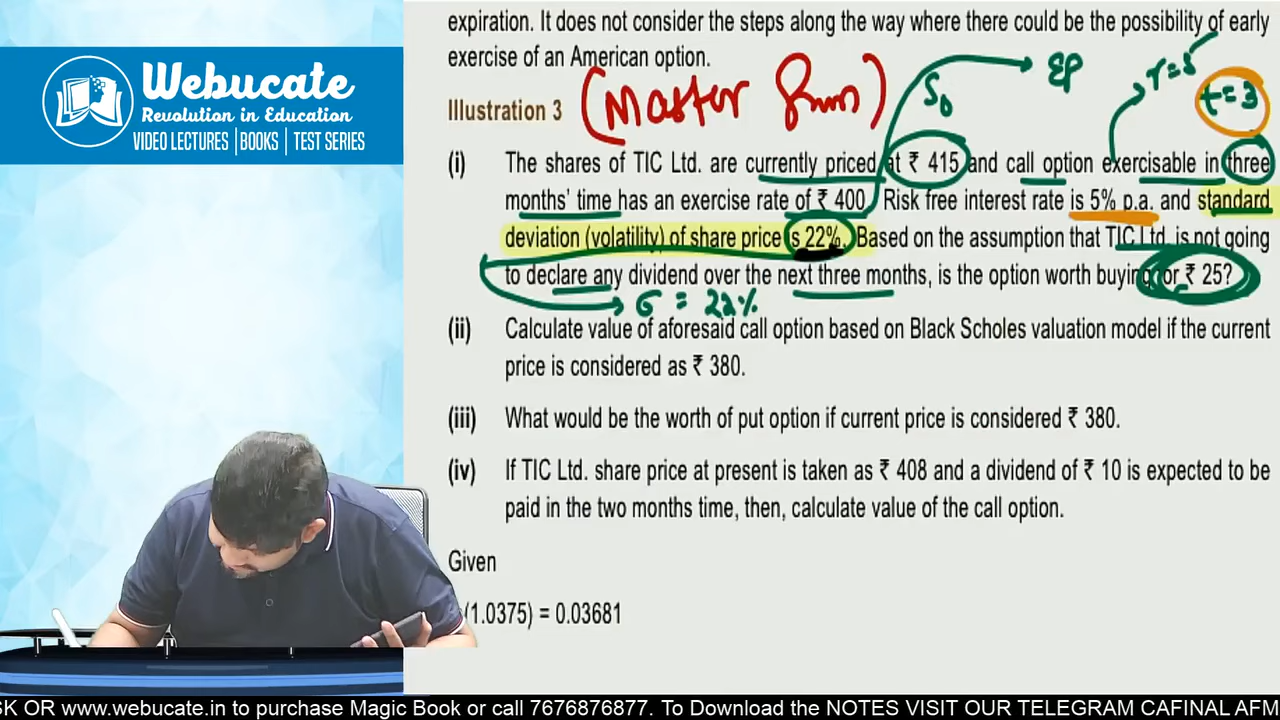 expiration. It does not consider the steps along the way where there could be the possibility of early
exercise of an American option.
Webucate
Revolution in Education
VIDEO LECTURES | BOOKS | TEST SERIES
Illustration 3 (Master Sum)
S0
EP
r = 5
t = 3
(i) The shares of TIC Ltd. are currently priced at ₹ 415 and call option exercisable in three
months' time has an exercise rate of ₹ 400. Risk free interest rate is 5% p.a. and standard
deviation (volatility) of share price is 22%. Based on the assumption that TIC Ltd. is not going
to declare any dividend over the next three months, is the option worth buying for ₹ 25?
σ = 22%
(ii) Calculate value of aforesaid call option based on Black Scholes valuation model if the current
price is considered as ₹ 380.
(iii) What would be the worth of put option if current price is considered ₹ 380.
(iv) If TIC Ltd. share price at present is taken as ₹ 408 and a dividend of ₹ 10 is expected to be
paid in the two months time, then, calculate value of the call option.
Given
(1.0375) = 0.03681
SK OR www.webucate.in to purchase Magic Book or call 7676876877. To Download the NOTES VISIT OUR TELEGRAM CAFINAL AFM